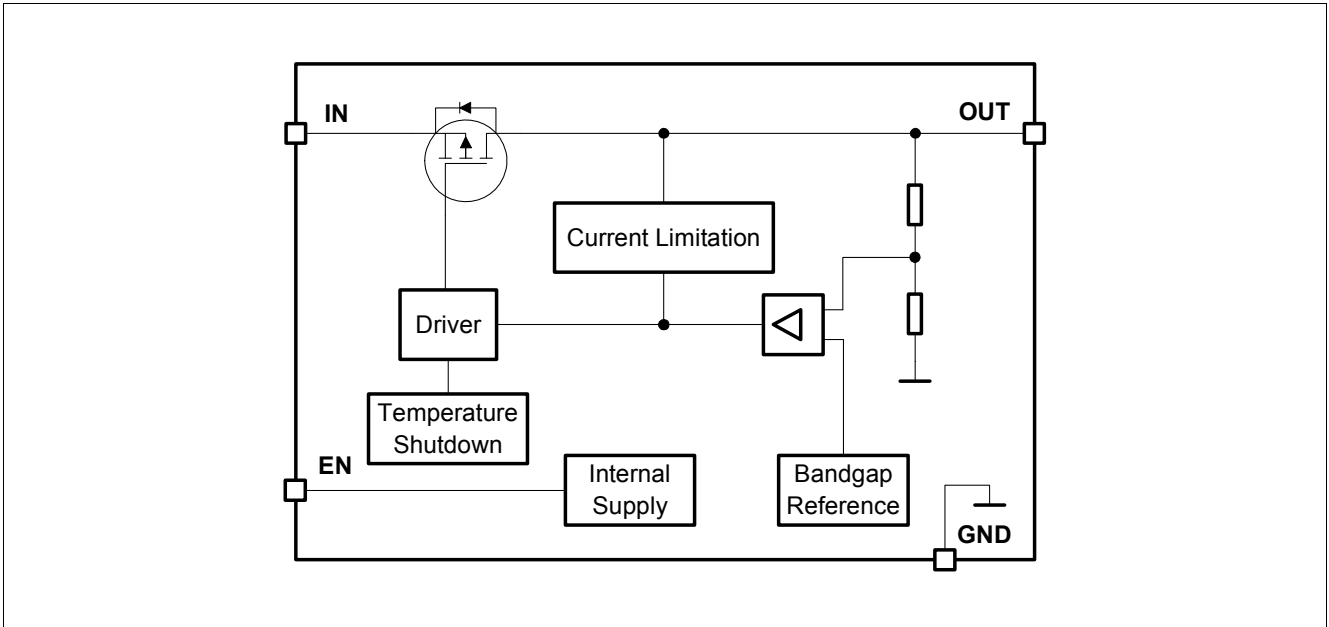 IN
OUT
Current Limitation
Driver
Temperature
Shutdown
EN
Internal
Supply
Bandgap
Reference
GND